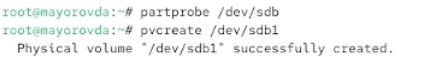 root@mayorovda:~# partprobe /dev/sdb
root@mayorovda:~# pvcreate /dev/sdb1
  Physical volume "/dev/sdb1" successfully created.